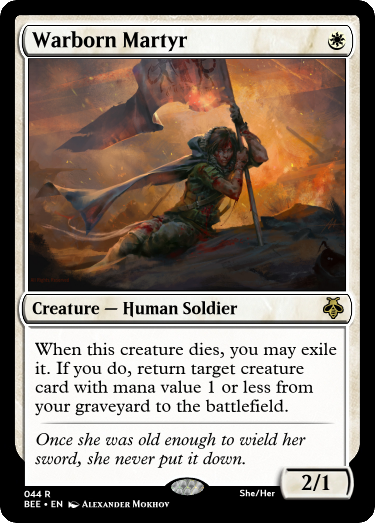 Warborn Martyr
Creature — Human Soldier
When this creature dies, you may exile
it. If you do, return target creature
card with mana value 1 or less from
your graveyard to the battlefield.
Once she was old enough to wield her
sword, she never put it down.
2/1
044 R
She/Her
BEE • EN Alexander Mokhov